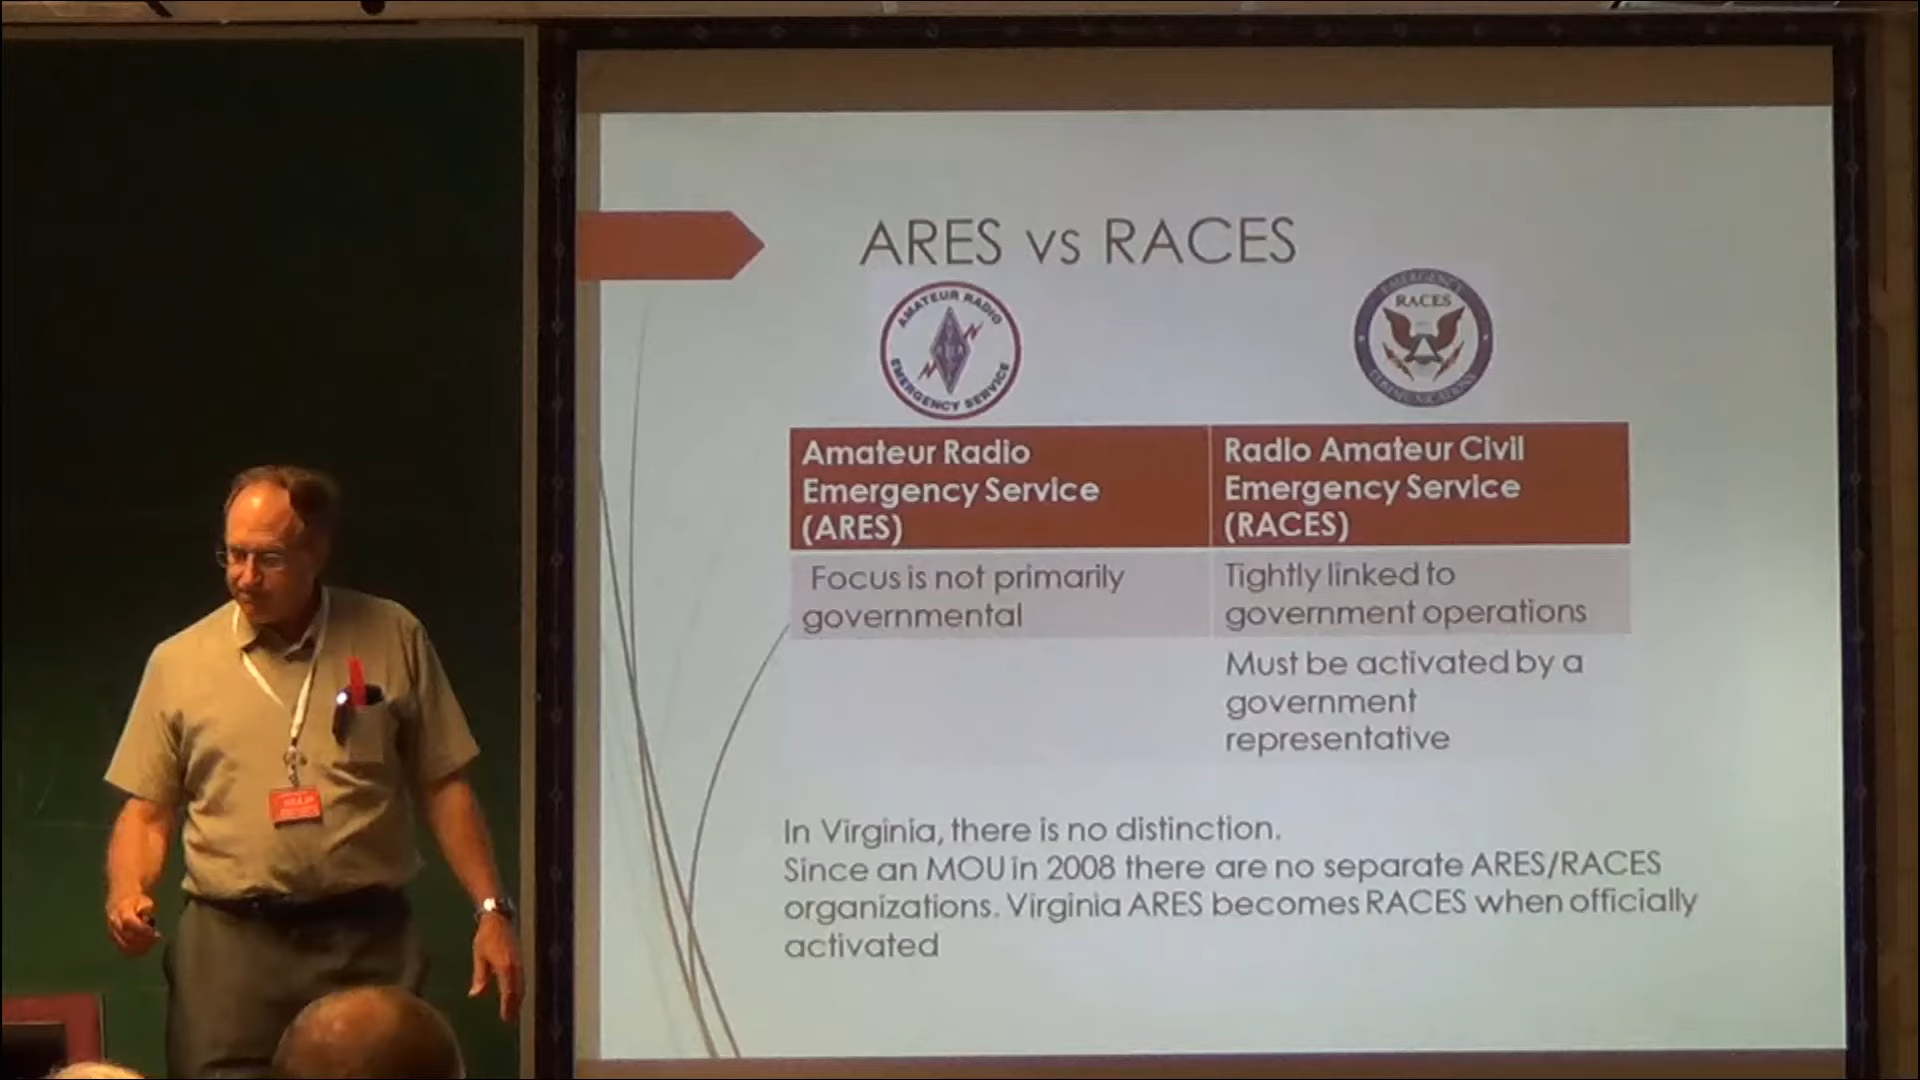 ARES vs RACES
AMATEUR RADIO
EMERGENCY SERVICE
EMERGENCY
RACES
COMMUNICATIONS
Amateur Radio
Emergency Service
(ARES)
Radio Amateur Civil
Emergency Service
(RACES)
Focus is not primarily
governmental
Tightly linked to
government operations
Must be activated by a
government
representative
In Virginia, there is no distinction.
Since an MOU in 2008 there are no separate ARES/RACES
organizations. Virginia ARES becomes RACES when officially
activated